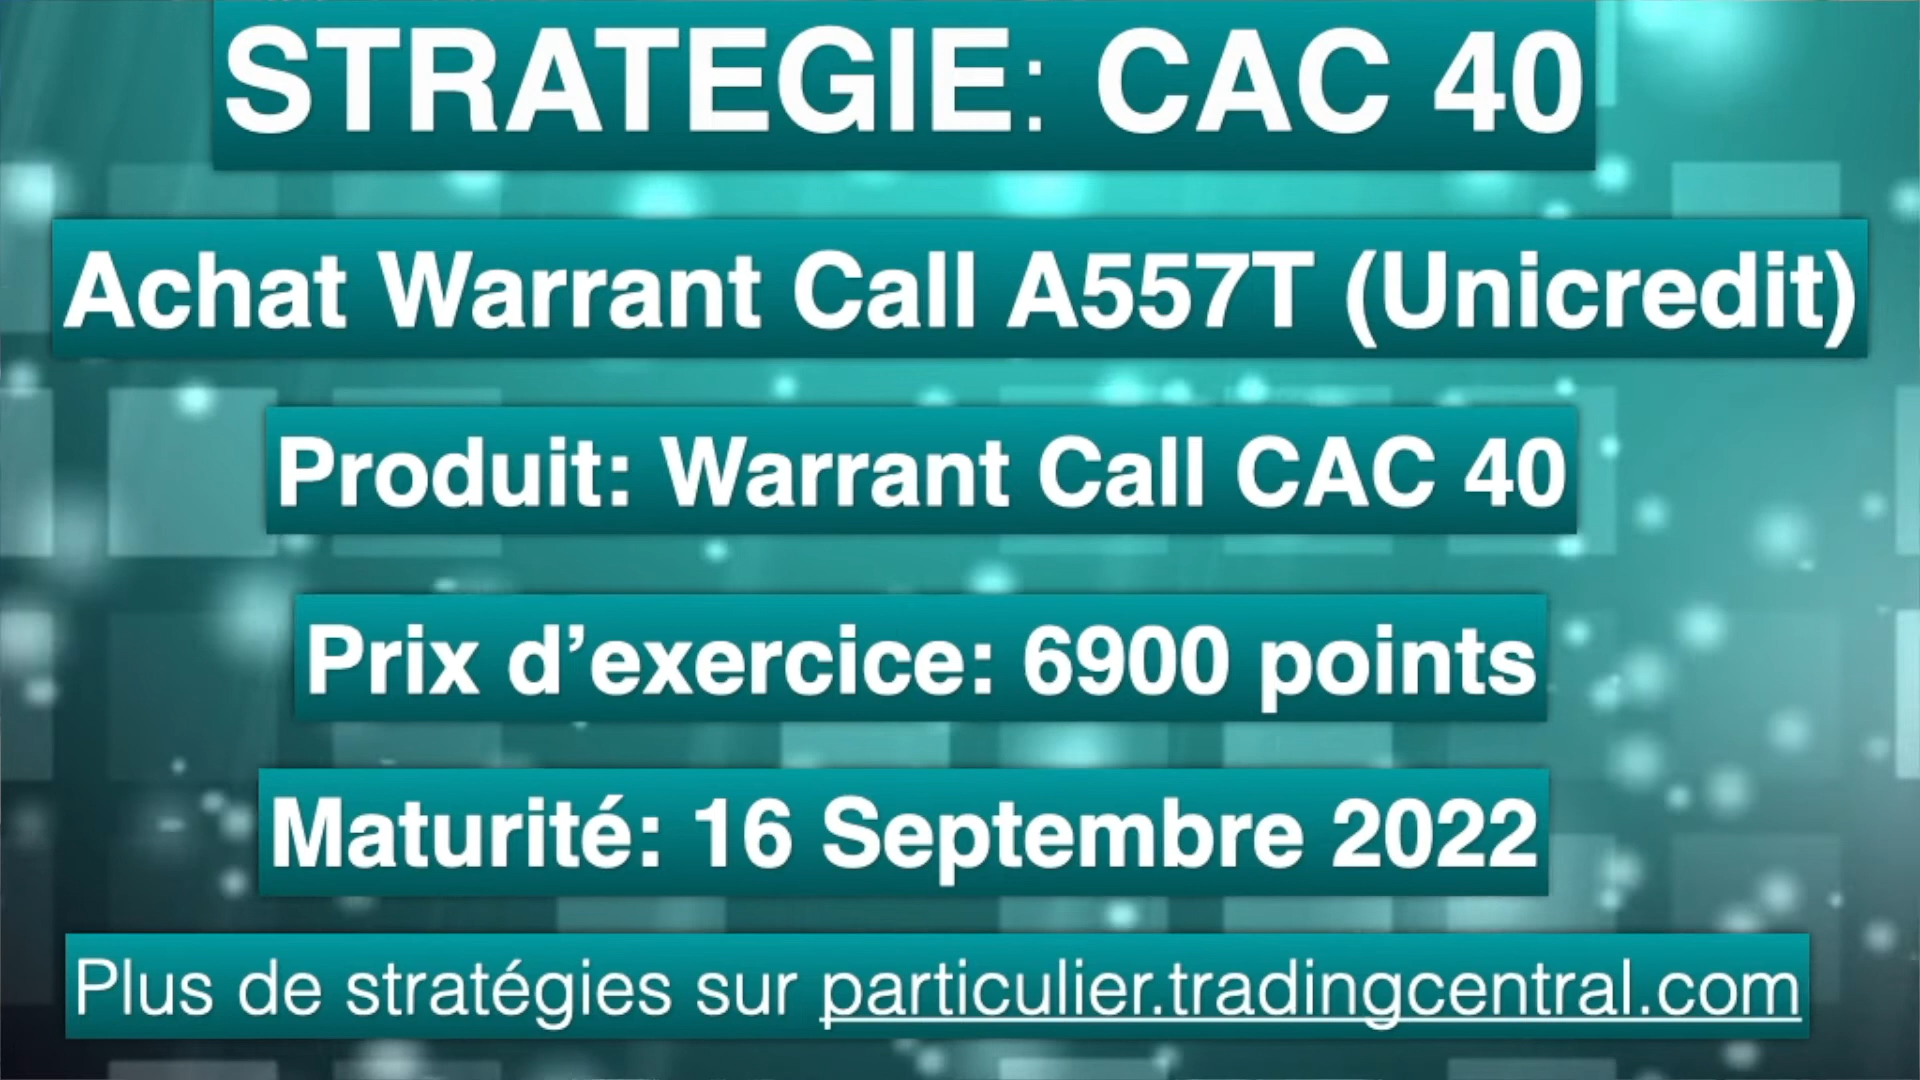 STRATEGIE: CAC 40
Achat Warrant Call A557T (Unicredit)
Produit: Warrant Call CAC 40
Prix d’exercice: 6900 points
Maturité: 16 Septembre 2022
Plus de stratégies sur particulier.tradingcentral.com